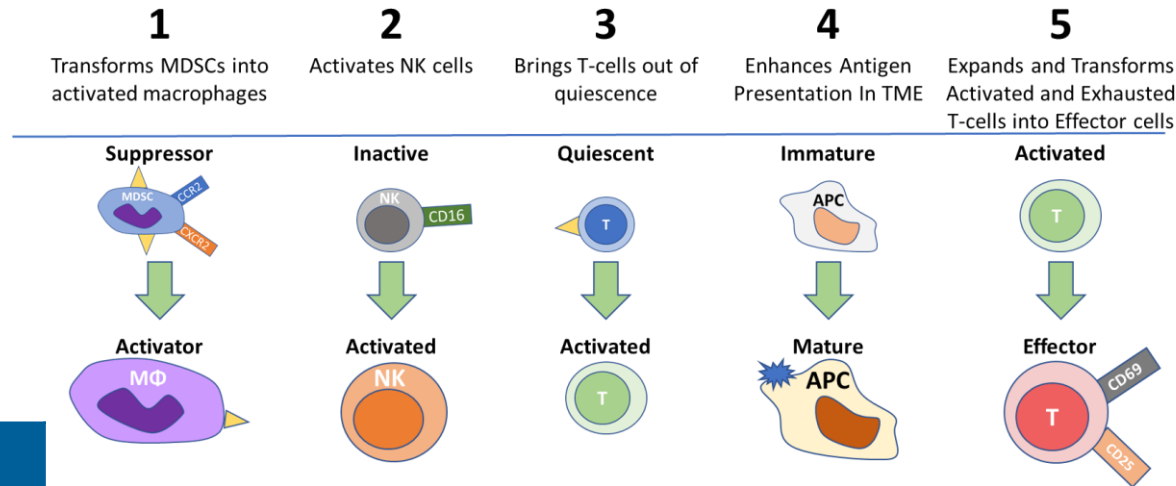 1
Transforms MDSCs into
activated macrophages
2
Activates NK cells
3
Brings T-cells out of
quiescence
4
Enhances Antigen
Presentation In TME
5
Expands and Transforms
Activated and Exhausted
T-cells into Effector cells
Suppressor
MDSC
CCR2
CXCR2
Inactive
NK
CD16
Quiescent
T
Immature
APC
Activated
T
Activator
MΦ
Activated
NK
Activated
T
Mature
APC
Effector
T
CD69
CD25